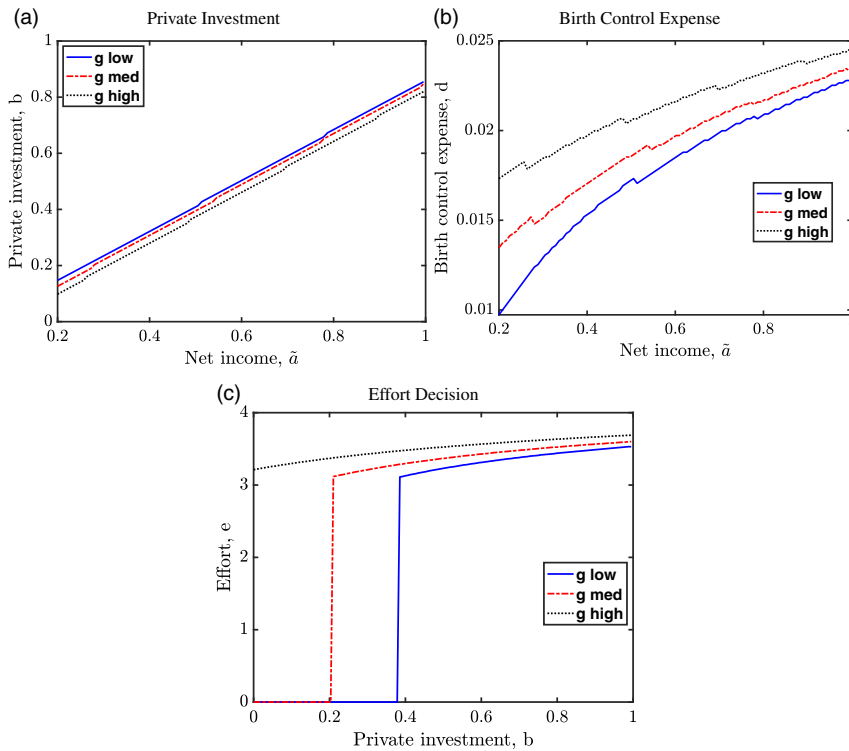 (a)
Private Investment
Private investment, b
1
0.8
0.6
0.4
0.2
0
g low
g med
g high
0.2
0.4
0.6
0.8
1
Net income, ã
(b)
Birth Control Expense
Birth control expense, d
0.025
0.02
0.015
0.01
g low
g med
g high
0.2
0.4
0.6
0.8
Net income, ã
(c)
Effort Decision
Effort, e
4
3
2
1
0
g low
g med
g high
0
0.2
0.4
0.6
0.8
1
Private investment, b